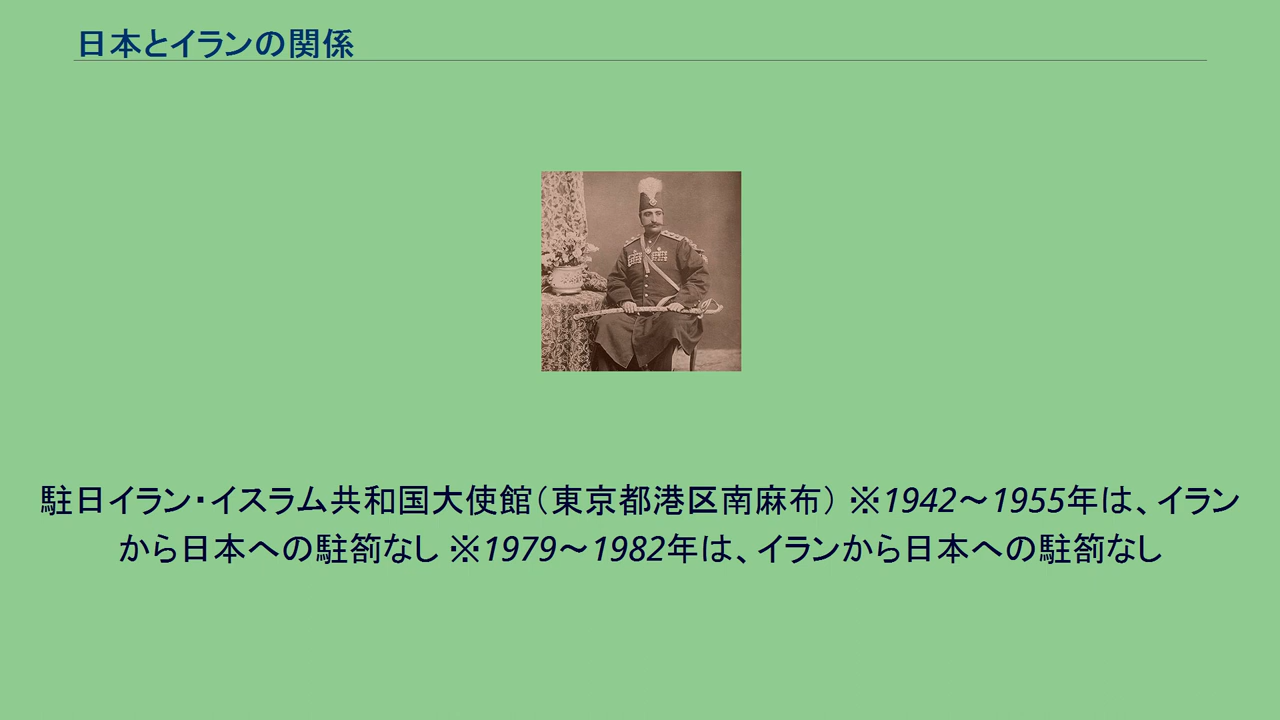 日本とイランの関係
駐日イラン・イスラム共和国大使館（東京都港区南麻布） ※1942～1955年は、イラン
から日本への駐箚なし ※1979～1982年は、イランから日本への駐箚なし